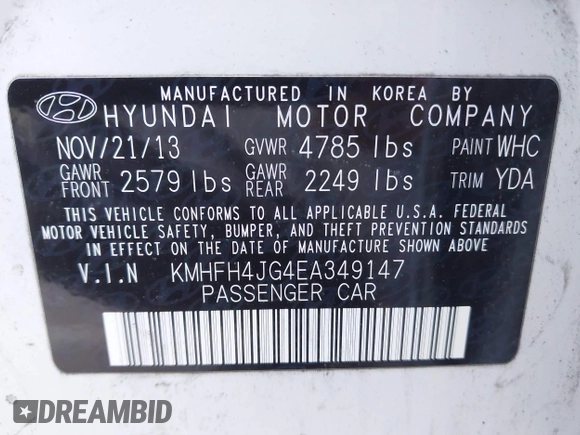 MANUFACTURED IN KOREA BY
HYUNDAI MOTOR COMPANY
NOV/21/13 GVWR 4785 lbs PAINT WHC
GAWR FRONT 2579 lbs GAWR REAR 2249 lbs TRIM YDA
THIS VEHICLE CONFORMS TO ALL APPLICABLE U.S.A. FEDERAL
MOTOR VEHICLE SAFETY, BUMPER, AND THEFT PREVENTION STANDARDS
IN EFFECT ON THE DATE OF MANUFACTURE SHOWN ABOVE.
V.I.N KMHFH4JG4EA349147
PASSENGER CAR
DREAMBID